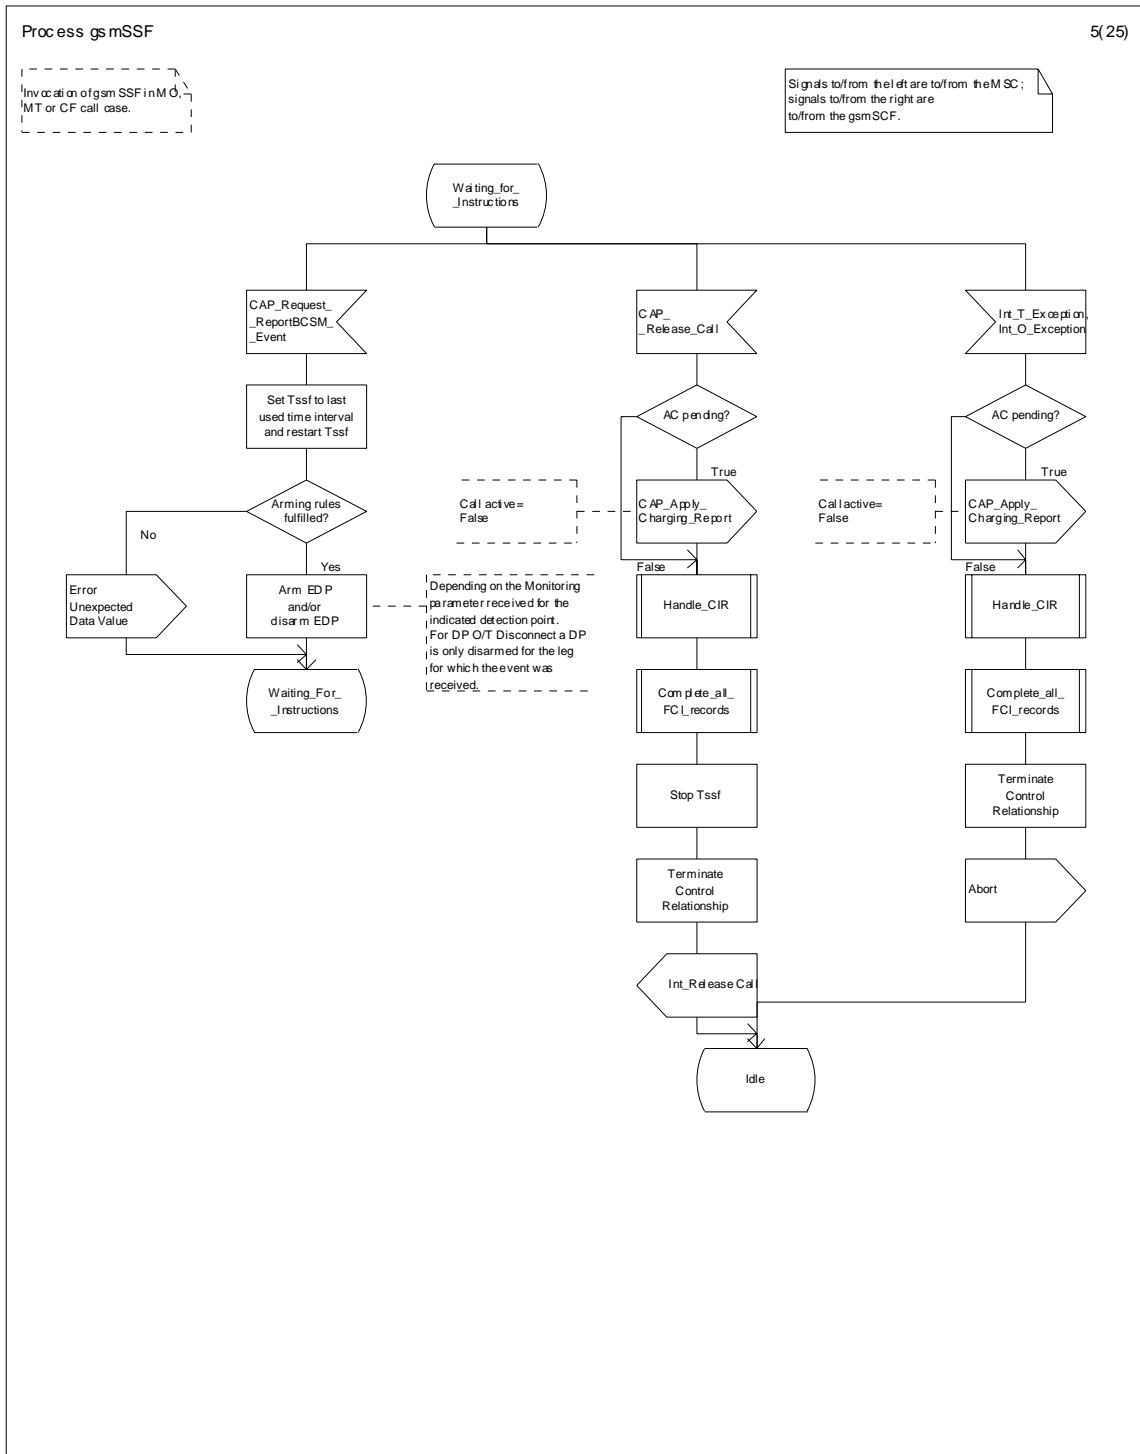 Process gsmSSF
5(25)
Invocation of gsmSSF in MO,
MT or CF call case.
Signals to/from the left are to/from the MSC;
signals to/from the right are
to/from the gsmSCF.
Waiting_for_
_Instructions
CAP_Request_
_ReportBCSM_
_Event
CAP_
_Release_Call
Int_T_Exception,
Int_O_Exception
Set Tssf to last
used time interval
and restart Tssf
AC pending?
AC pending?
True
True
Arming rules
fulfilled?
Call active=
False
CAP_Apply_
Charging_Report
Call active=
False
CAP_Apply_
Charging_Report
No
Yes
False
False
Error
Unexpected
Data Value
Arm EDP
and/or
disarm EDP
Depending on the Monitoring
parameter received for the
indicated detection point.
For DP O/T Disconnect a DP
is only disarmed for the leg
for which the event was
received.
Handle_CIR
Handle_CIR
Waiting_For_
_Instructions
Complete_all_
FCI_records
Complete_all_
FCI_records
Stop Tssf
Terminate
Control
Relationship
Terminate
Control
Relationship
Abort
Int_Release Call
Idle